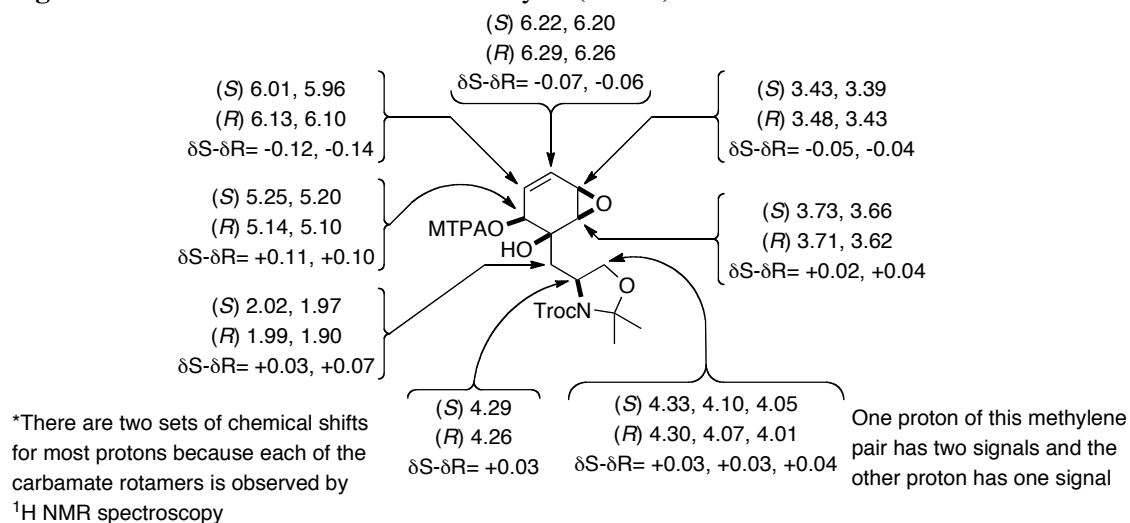 (S) 6.22, 6.20
(R) 6.29, 6.26
δS-δR= -0.07, -0.06
(S) 6.01, 5.96
(R) 6.13, 6.10
δS-δR= -0.12, -0.14
(S) 3.43, 3.39
(R) 3.48, 3.43
δS-δR= -0.05, -0.04
(S) 5.25, 5.20
(R) 5.14, 5.10
δS-δR= +0.11, +0.10
O
MTPAO
HO
(S) 3.73, 3.66
(R) 3.71, 3.62
δS-δR= +0.02, +0.04
O
TrocN
(S) 2.02, 1.97
(R) 1.99, 1.90
δS-δR= +0.03, +0.07
(S) 4.29
(R) 4.26
δS-δR= +0.03
(S) 4.33, 4.10, 4.05
(R) 4.30, 4.07, 4.01
δS-δR= +0.03, +0.03, +0.04
*There are two sets of chemical shifts
for most protons because each of the
carbamate rotamers is observed by
¹H NMR spectroscopy
One proton of this methylene
pair has two signals and the
other proton has one signal